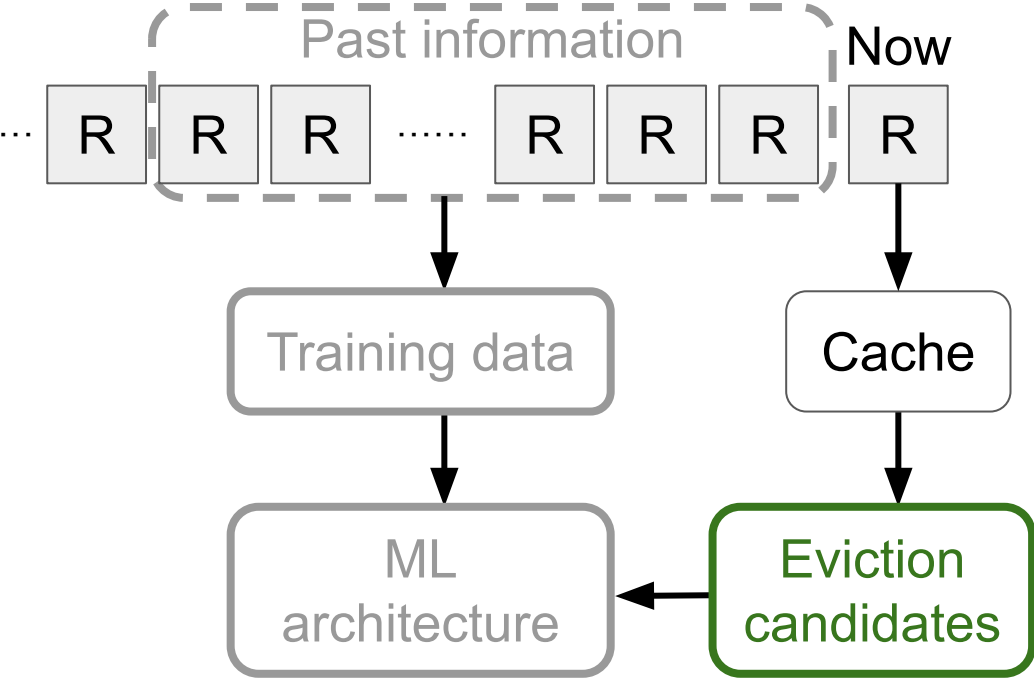 Past information
Now
... R R R ...... R R R R
Training data
Cache
ML
architecture
Eviction
candidates